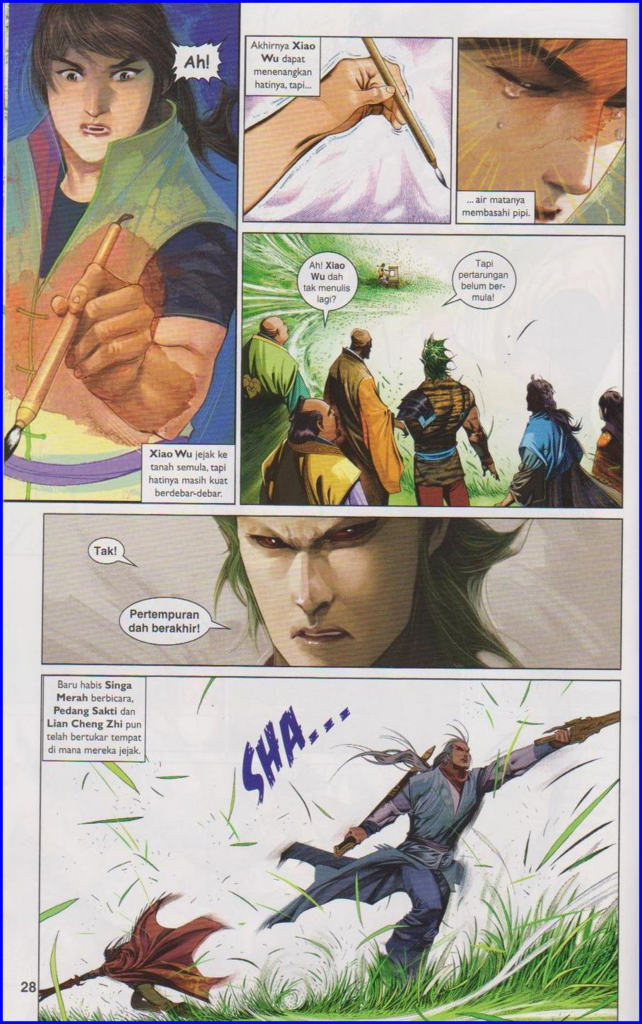 Ah!
Xiao Wu jejak ke
tanah semula, tapi
hatinya masih kuat
berdebar-debar.
Akhirnya Xiao
Wu dapat
menenangkan
hatinya, tapi...
... air matanya
membasahi pipi.
Ah! Xiao
Wu dah
tak menulis
lagi?
Tapi
pertarungan
belum ber-
mula!
Tak!
Pertempuran
dah berakhir!
Baru habis Singa
Merah berbicara,
Pedang Sakti dan
Lian Cheng Zhi pun
telah bertukar tempat
di mana mereka jejak.
SHA...
28